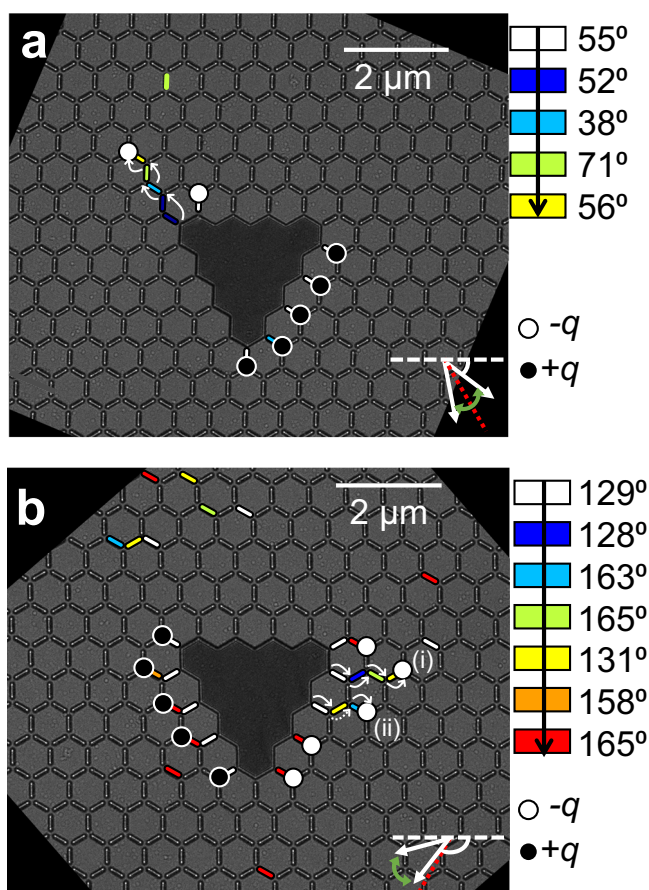 a
2 μm
55º
52º
38º
71º
56º
-q
+q
b
2 μm
129º
128º
163º
165º
131º
158º
165º
(i)
(ii)
-q
+q